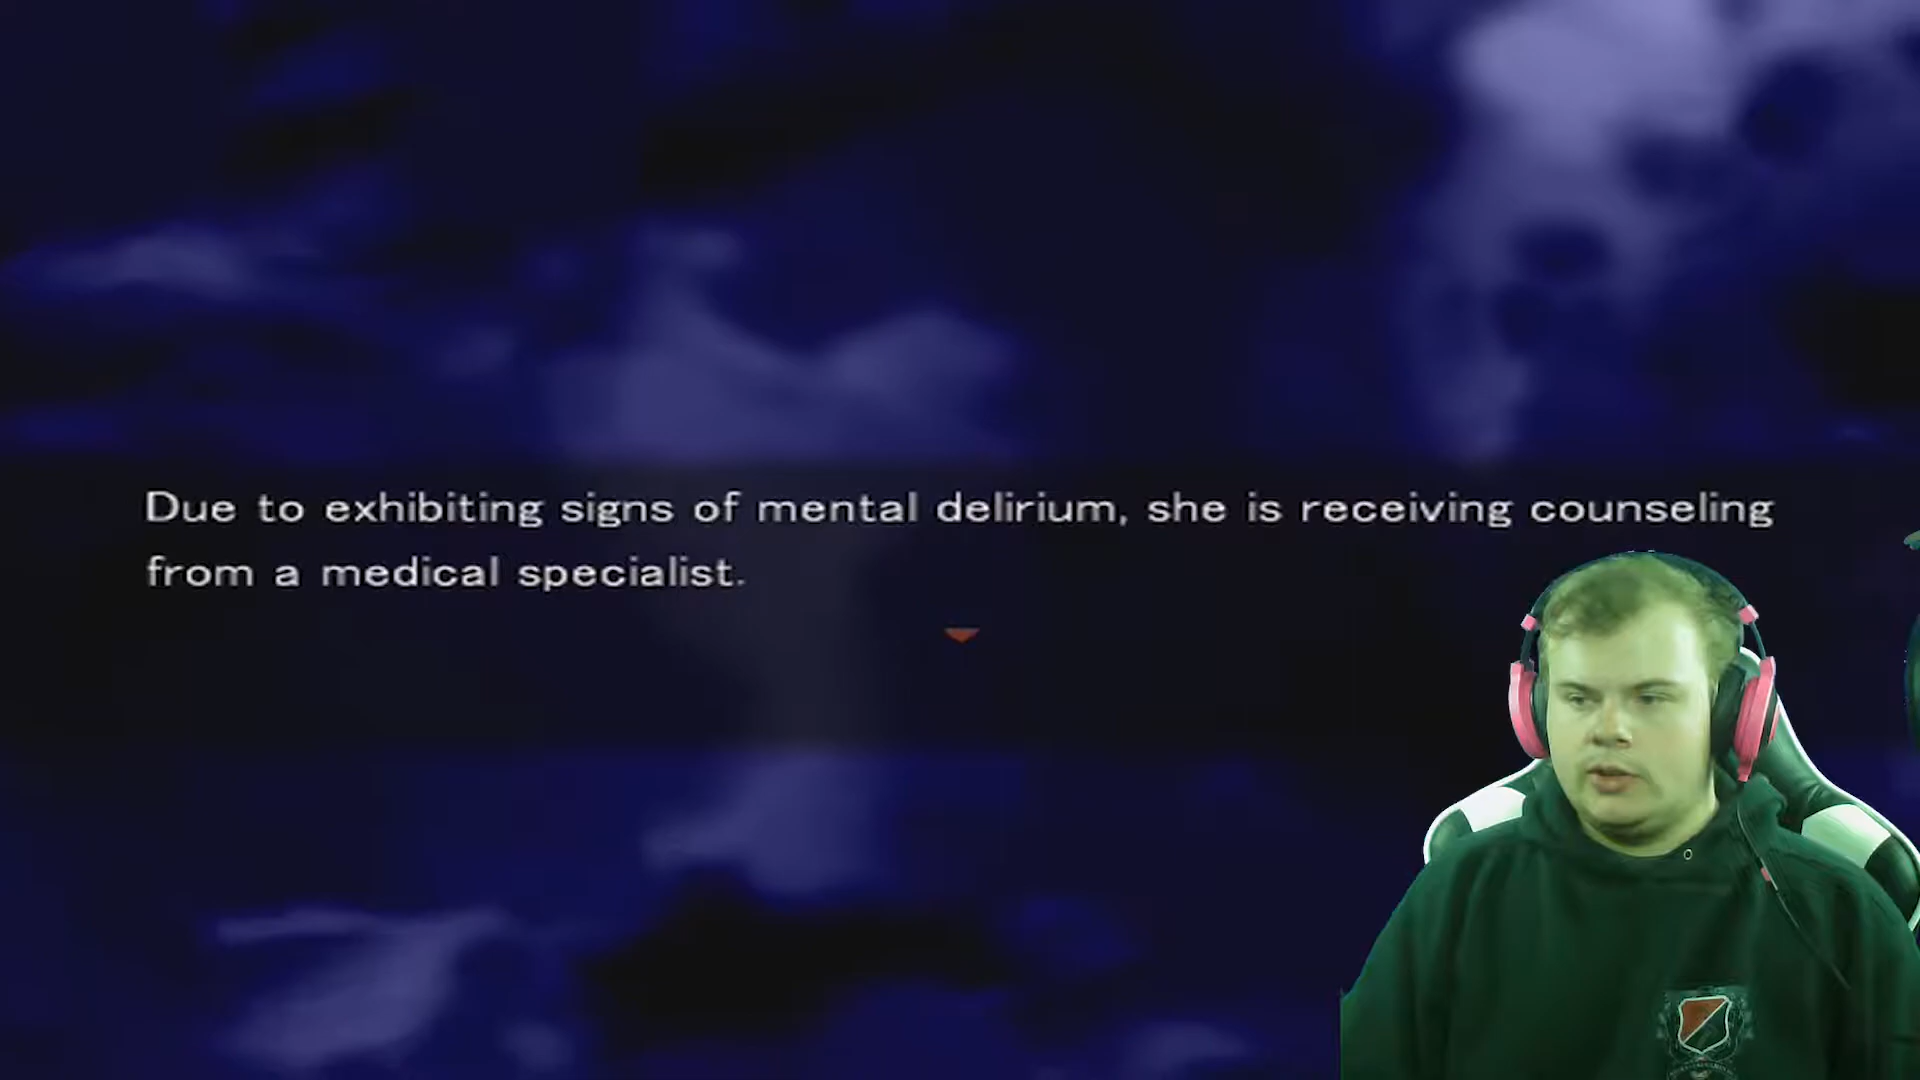 Due to exhibiting signs of mental delirium, she is receiving counseling
from a medical specialist.